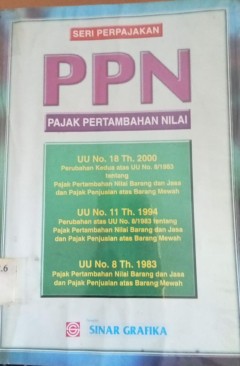 SERI PERPAJAKAN
PPN
PAJAK PERTAMBAHAN NILAI
UU No. 18 Th. 2000
Perubahan Kedua atas UU No. 8/1983
tentang
Pajak Pertambahan Nilai Barang dan Jasa
dan Pajak Penjualan atas Barang Mewah
UU No. 11 Th. 1994
Perubahan atas UU No. 8/1983 tentang
Pajak Pertambahan Nilai Barang dan Jasa
dan Pajak Penjualan atas Barang Mewah
UU No. 8 Th. 1983
Pajak Pertambahan Nilai Barang dan Jasa
dan Pajak Penjualan atas Barang Mewah
SINAR GRAFIKA